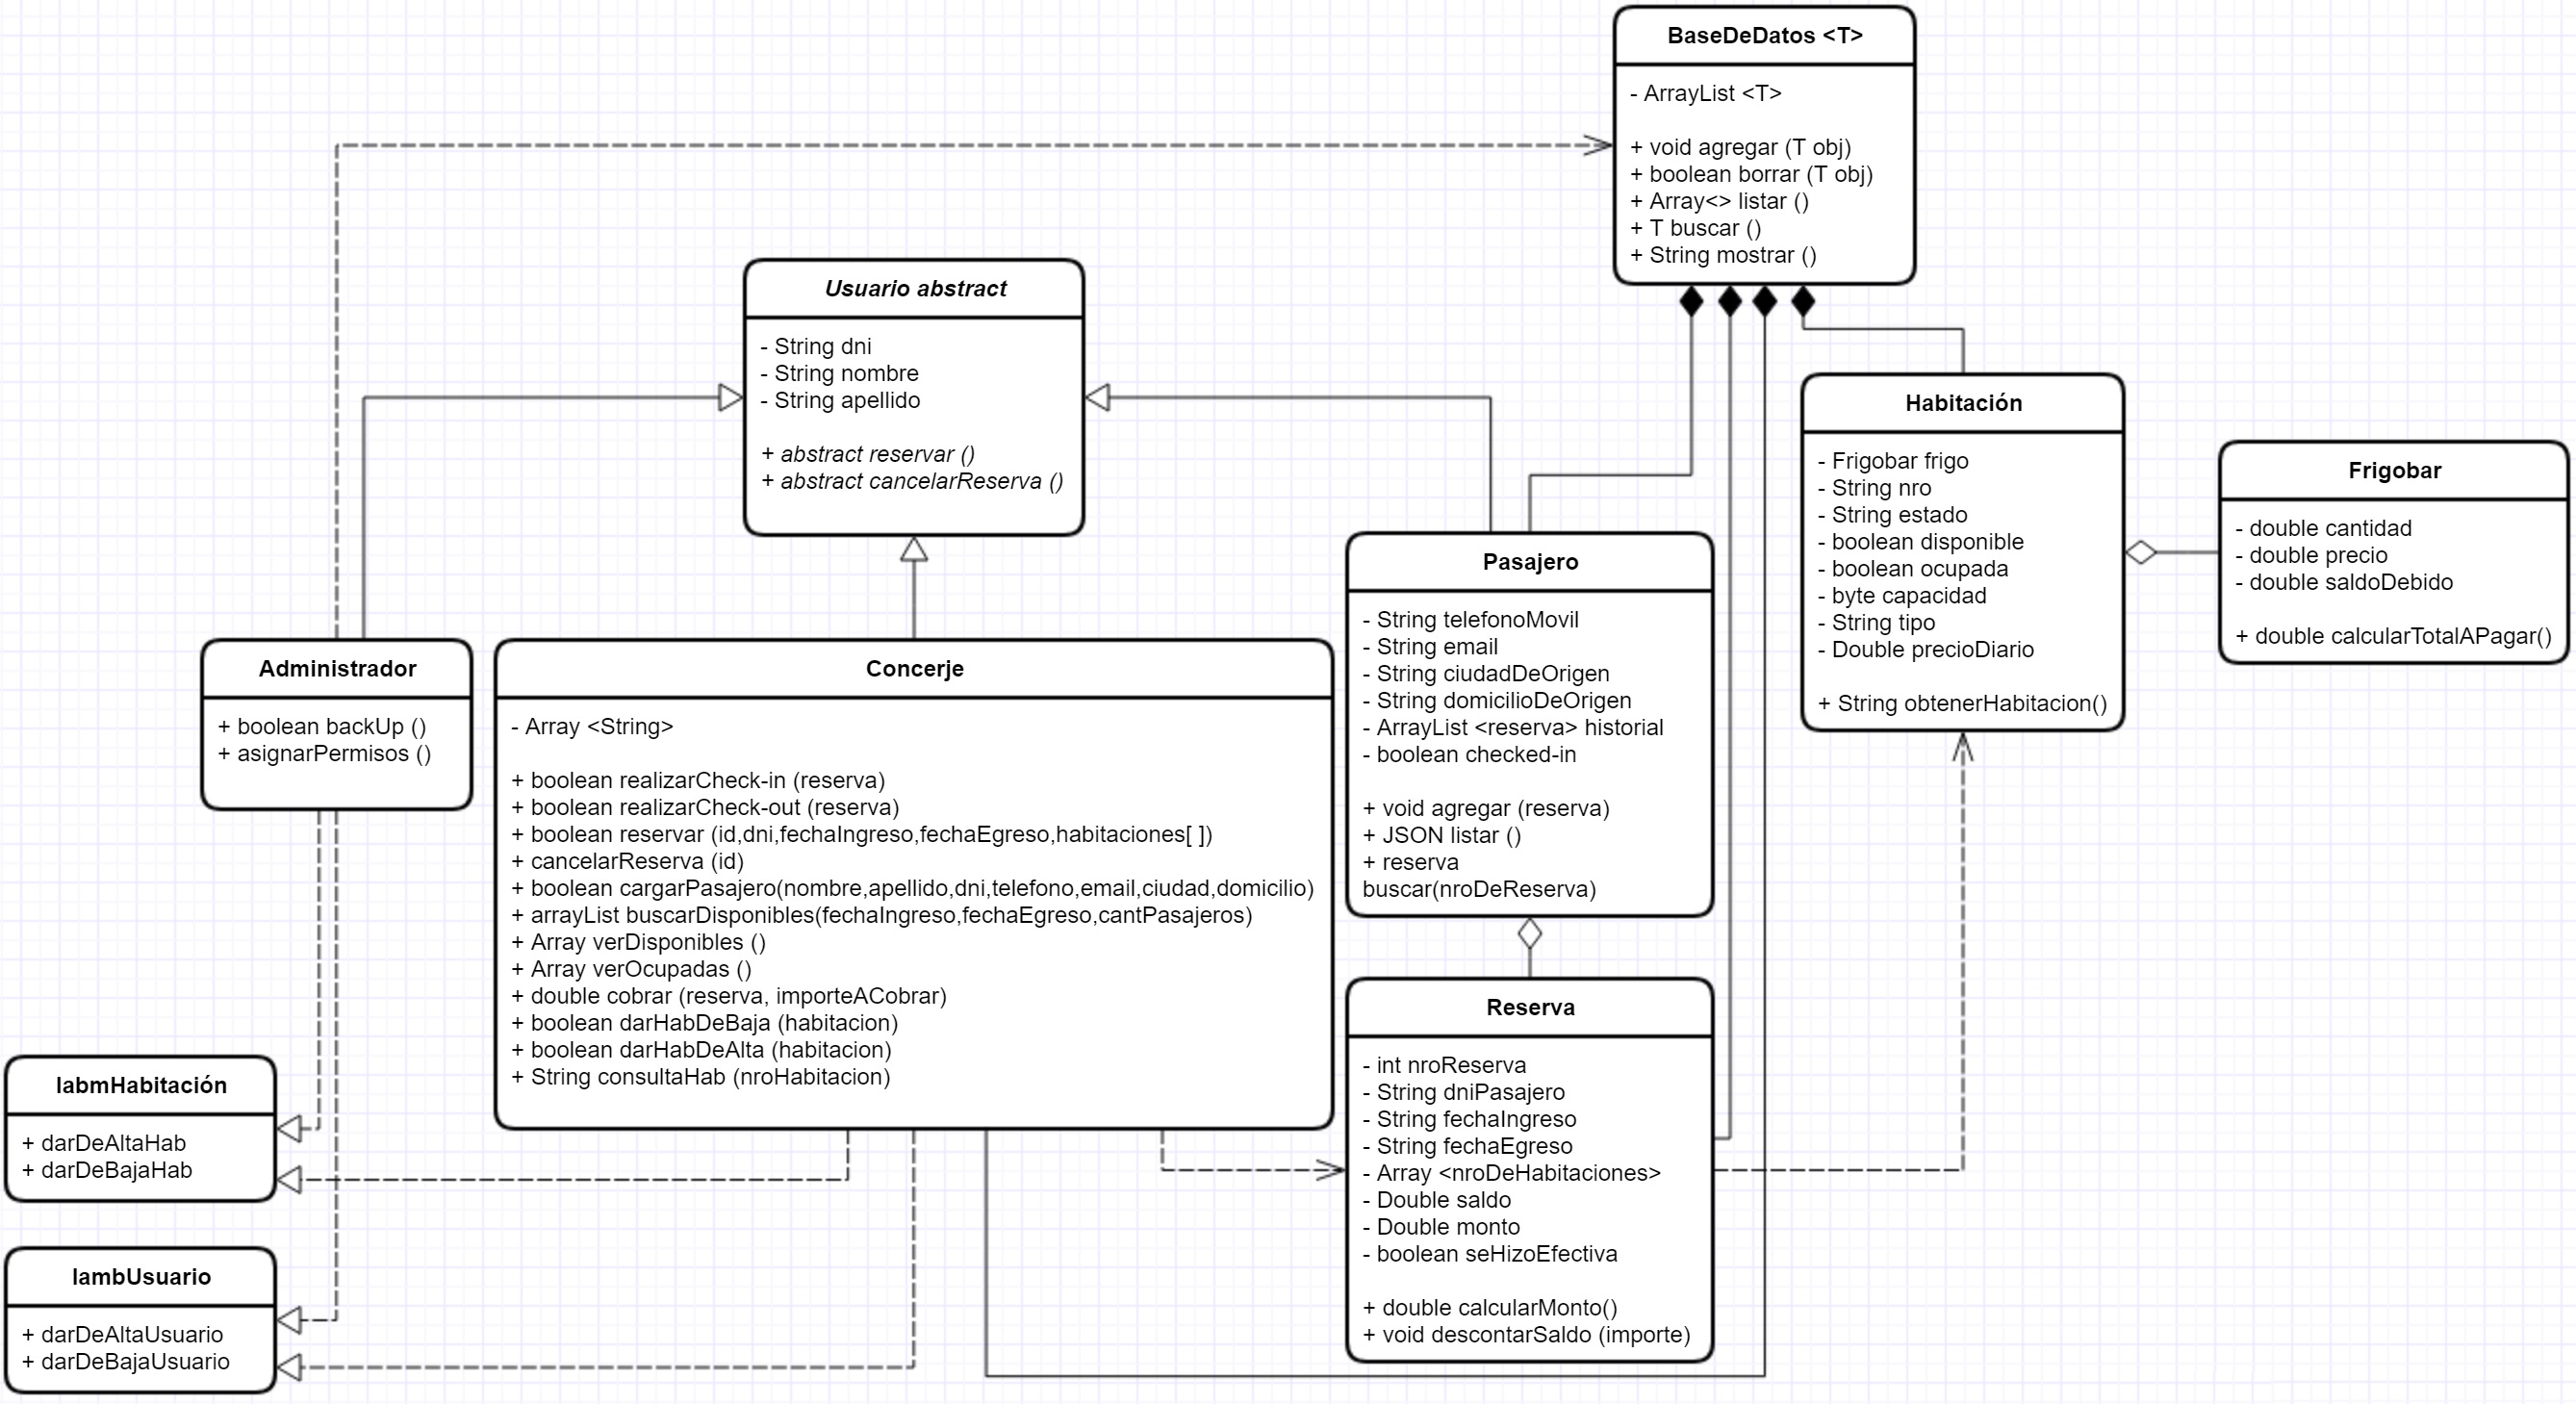 BaseDeDatos <T>
- ArrayList <T>
+ void agregar (T obj)
+ boolean borrar (T obj)
+ Array<> listar ()
+ T buscar ()
+ String mostrar ()
Usuario abstract
- String dni
- String nombre
- String apellido
+ abstract reservar ()
+ abstract cancelarReserva ()
Habitación
- Frigobar frigo
- String nro
- String estado
- boolean disponible
- boolean ocupada
- byte capacidad
- String tipo
- Double precioDiario
+ String obtenerHabitacion()
Frigobar
- double cantidad
- double precio
- double saldoDebido
+ double calcularTotalAPagar()
Pasajero
- String telefonoMovil
- String email
- String ciudadDeOrigen
- String domicilioDeOrigen
- ArrayList <reserva> historial
- boolean checked-in
+ void agregar (reserva)
+ JSON listar ()
+ reserva
buscar(nroDeReserva)
Administrador
+ boolean backUp ()
+ asignarPermisos ()
Concerje
- Array <String>
+ boolean realizarCheck-in (reserva)
+ boolean realizarCheck-out (reserva)
+ boolean reservar (id,dni,fechaIngreso,fechaEgreso,habitaciones[ ])
+ cancelarReserva (id)
+ boolean cargarPasajero(nombre,apellido,dni,telefono,email,ciudad,domicilio)
+ arrayList buscarDisponibles(fechaIngreso,fechaEgreso,cantPasajeros)
+ Array verDisponibles ()
+ Array verOcupadas ()
+ double cobrar (reserva, importeACobrar)
+ boolean darHabDeBaja (habitacion)
+ boolean darHabDeAlta (habitacion)
+ String consultaHab (nroHabitacion)
Reserva
- int nroReserva
- String dniPasajero
- String fechaIngreso
- String fechaEgreso
- Array <nroDeHabitaciones>
- Double saldo
- Double monto
- boolean seHizoEfectiva
+ double calcularMonto()
+ void descontarSaldo (importe)
IabmHabitación
+ darDeAltaHab
+ darDeBajaHab
IambUsuario
+ darDeAltaUsuario
+ darDeBajaUsuario